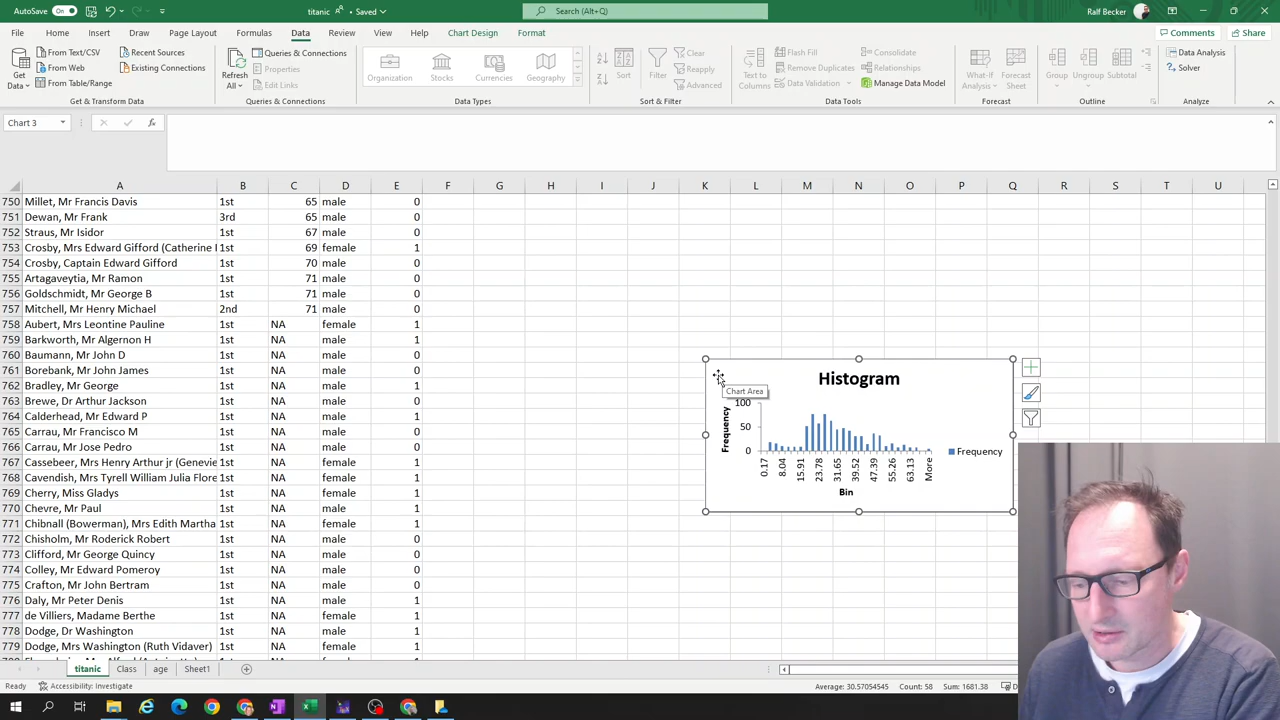 AutoSave On titanic Saved Search (Alt+Q) Ralf Becker
File Home Insert Draw Page Layout Formulas Data Review View Help Chart Design Format Comments Share
Get Data From Text/CSV From Web From Table/Range Recent Sources Existing Connections
Refresh All Queries & Connections Properties Edit Links
Organization Stocks Currencies Geography
Sort Filter Clear Reapply Advanced
Text to Columns Flash Fill Remove Duplicates Data Validation Consolidate Relationships Manage Data Model
What-If Analysis Forecast Sheet Group Ungroup Subtotal Data Analysis Solver
Get & Transform Data Queries & Connections Data Types Sort & Filter Data Tools Forecast Outline Analyze
Chart 3 fx
A B C D E F G H I J K L M N O P Q R S T U
750 Millet, Mr Francis Davis 1st 65 male 0
751 Dewan, Mr Frank 3rd 65 male 0
752 Straus, Mr Isidor 1st 67 male 0
753 Crosby, Mrs Edward Gifford (Catherine 1st 69 female 1
754 Crosby, Captain Edward Gifford 1st 70 male 0
755 Artagaveytia, Mr Ramon 1st 71 male 0
756 Goldschmidt, Mr George B 1st 71 male 0
757 Mitchell, Mr Henry Michael 2nd 71 male 0
758 Aubert, Mrs Leontine Pauline 1st NA female 1
759 Barkworth, Mr Algernon H 1st NA male 1
760 Baumann, Mr John D 1st NA male 0
761 Borebank, Mr John James 1st NA male 0
762 Bradley, Mr George 1st NA male 1
763 Brewe, Dr Arthur Jackson 1st NA male 0
764 Calderhead, Mr Edward P 1st NA male 1
765 Carrau, Mr Francisco M 1st NA male 0
766 Carrau, Mr Jose Pedro 1st NA male 0
767 Cassebeer, Mrs Henry Arthur jr (Genevie 1st NA female 1
768 Cavendish, Mrs Tyrell William Julia Flore 1st NA female 1
769 Cherry, Miss Gladys 1st NA female 1
770 Chevre, Mr Paul 1st NA male 1
771 Chibnall (Bowerman), Mrs Edith Martha 1st NA female 1
772 Chisholm, Mr Roderick Robert 1st NA male 0
773 Clifford, Mr George Quincy 1st NA male 0
774 Colley, Mr Edward Pomeroy 1st NA male 0
775 Crafton, Mr John Bertram 1st NA male 0
776 Daly, Mr Peter Denis 1st NA male 1
777 de Villiers, Madame Berthe 1st NA female 1
778 Dodge, Dr Washington 1st NA male 1
779 Dodge, Mrs Washington (Ruth Vidaver) 1st NA female 1
Histogram
Chart Area
Frequency
100
50
0
0.17 8.04 15.91 23.78 31.65 39.52 47.39 55.26 63.13 More
Bin
Frequency
titanic Class age Sheet1
Ready Accessibility: Investigate Average: 30.57054545 Count: 58 Sum: 1681.38